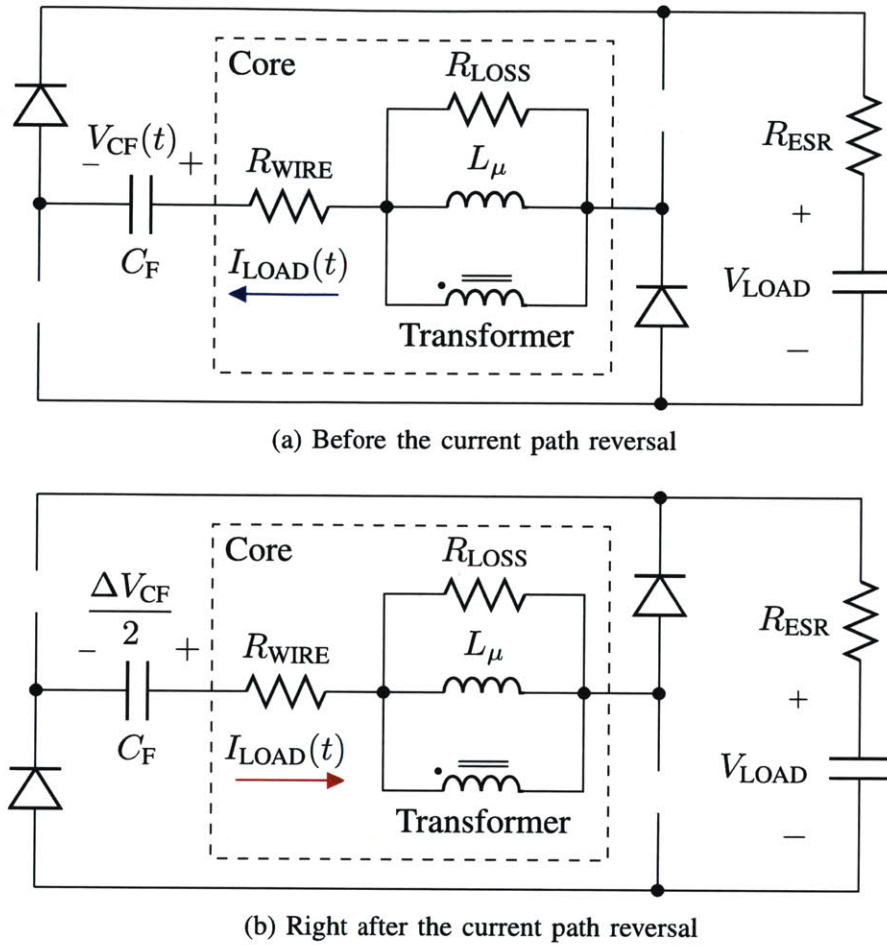 Core
R_LOSS
V_CF(t)
- +
R_WIRE
L_μ
R_ESR
+
C_F
I_LOAD(t)
V_LOAD
Transformer
−
(a) Before the current path reversal
Core
R_LOSS
ΔV_CF
2
- +
R_WIRE
L_μ
R_ESR
+
C_F
I_LOAD(t)
V_LOAD
Transformer
−
(b) Right after the current path reversal